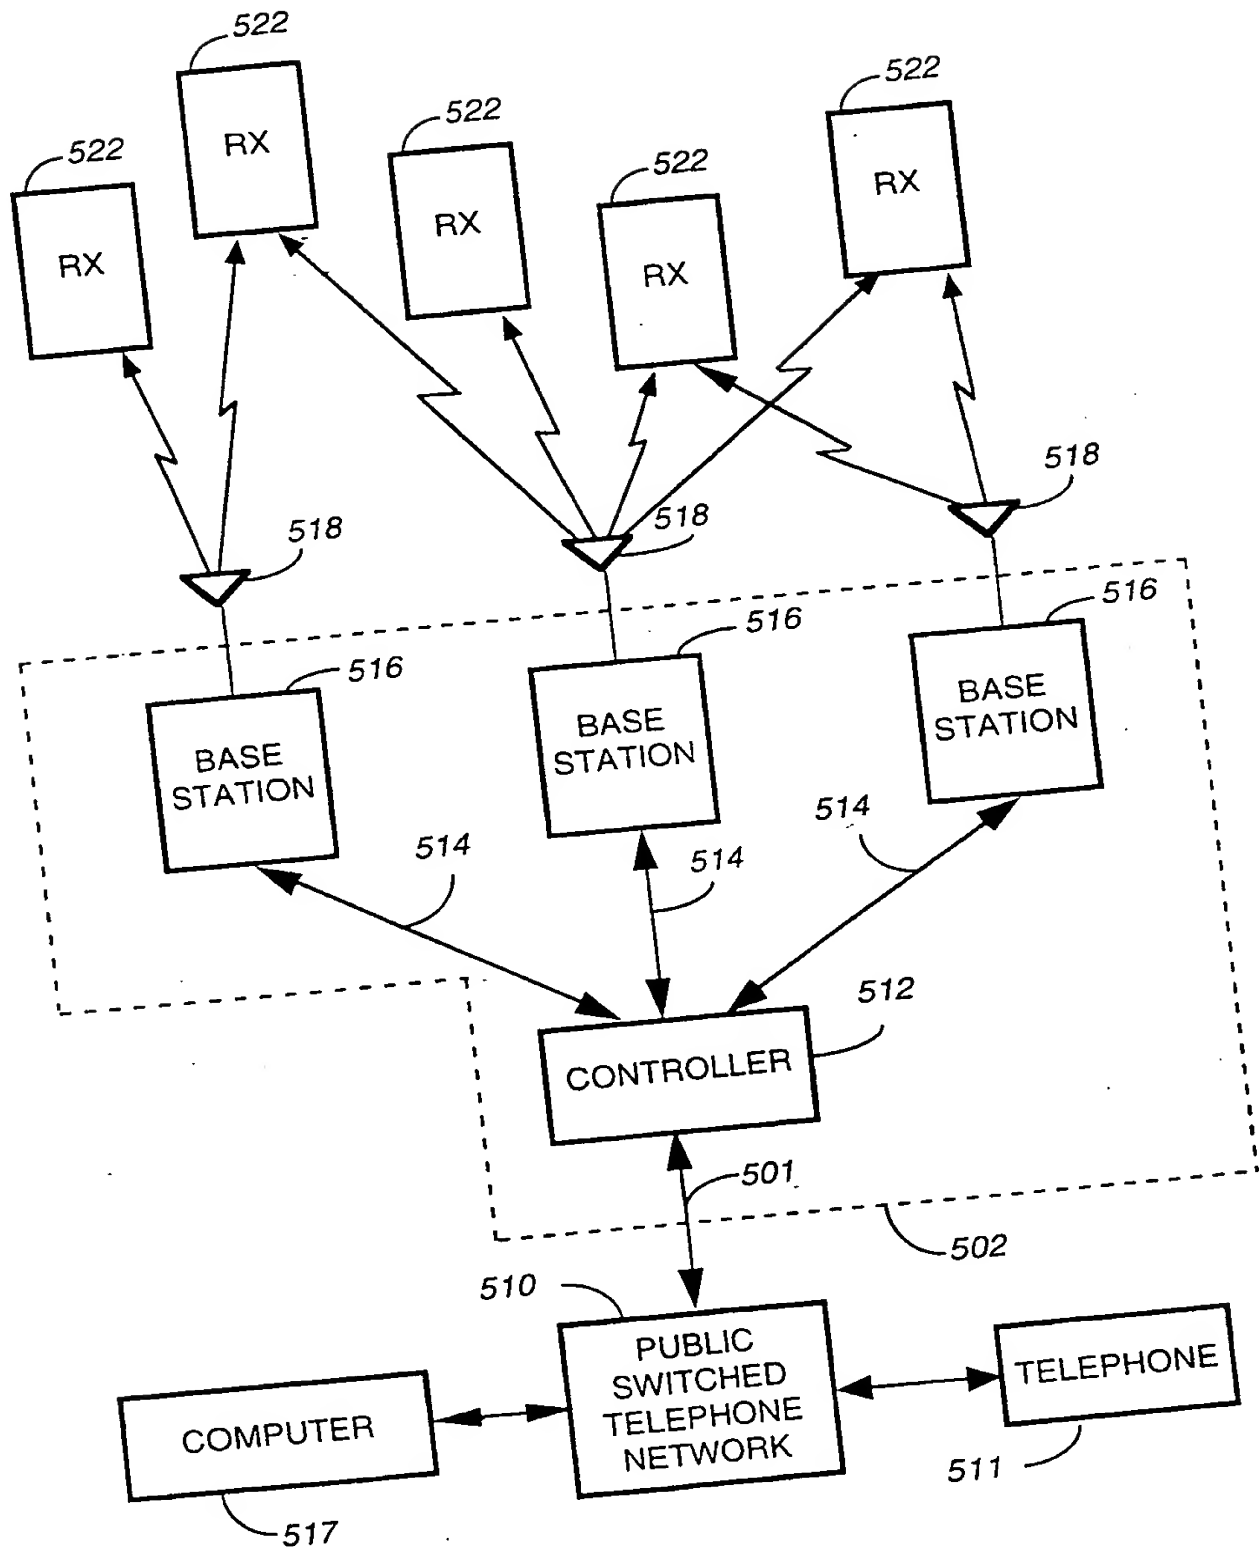 522
522
522
522
522
RX
RX
RX
RX
RX
518
518
518
516
516
516
BASE
STATION
BASE
STATION
BASE
STATION
514
514
514
512
CONTROLLER
501
502
510
PUBLIC
SWITCHED
TELEPHONE
NETWORK
TELEPHONE
511
COMPUTER
517